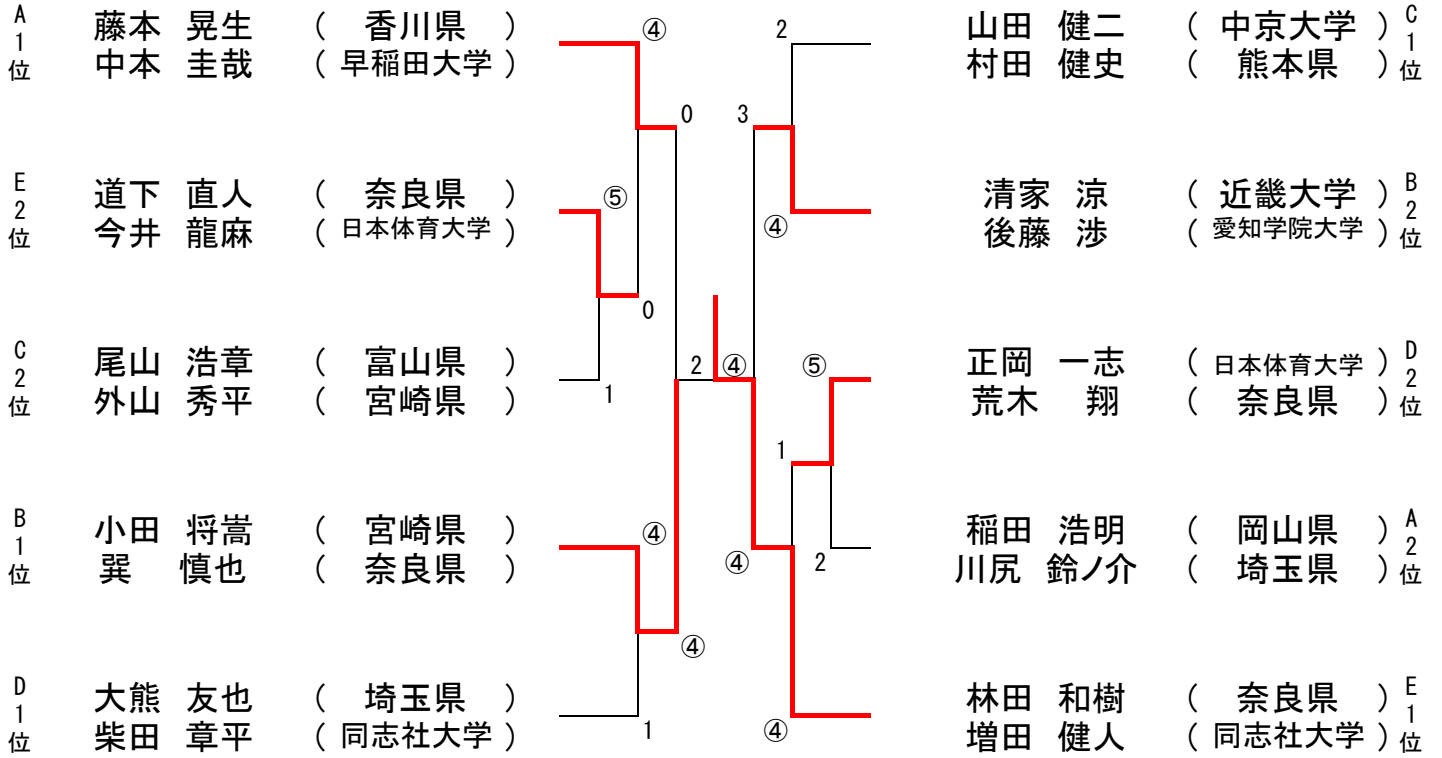 A1位 藤本 晃生 ( 香川県 )
中本 圭哉 ( 早稲田大学 )
E2位 道下 直人 ( 奈良県 )
今井 龍麻 ( 日本体育大学 )
C2位 尾山 浩章 ( 富山県 )
外山 秀平 ( 宮崎県 )
B1位 小田 将嵩 ( 宮崎県 )
巽 慎也 ( 奈良県 )
D1位 大熊 友也 ( 埼玉県 )
柴田 章平 ( 同志社大学 )
④
0
⑤
0
1
2
④
④
1
2
3
④
④
⑤
1
④
2
④
山田 健二 ( 中京大学 ) C1位
村田 健史 ( 熊本県 )
清家 涼 ( 近畿大学 ) B2位
後藤 渉 ( 愛知学院大学 )
正岡 一志 ( 日本体育大学 ) D2位
荒木 翔 ( 奈良県 )
稲田 浩明 ( 岡山県 ) A2位
川尻 鈴ノ介 ( 埼玉県 )
林田 和樹 ( 奈良県 ) E1位
増田 健人 ( 同志社大学 )